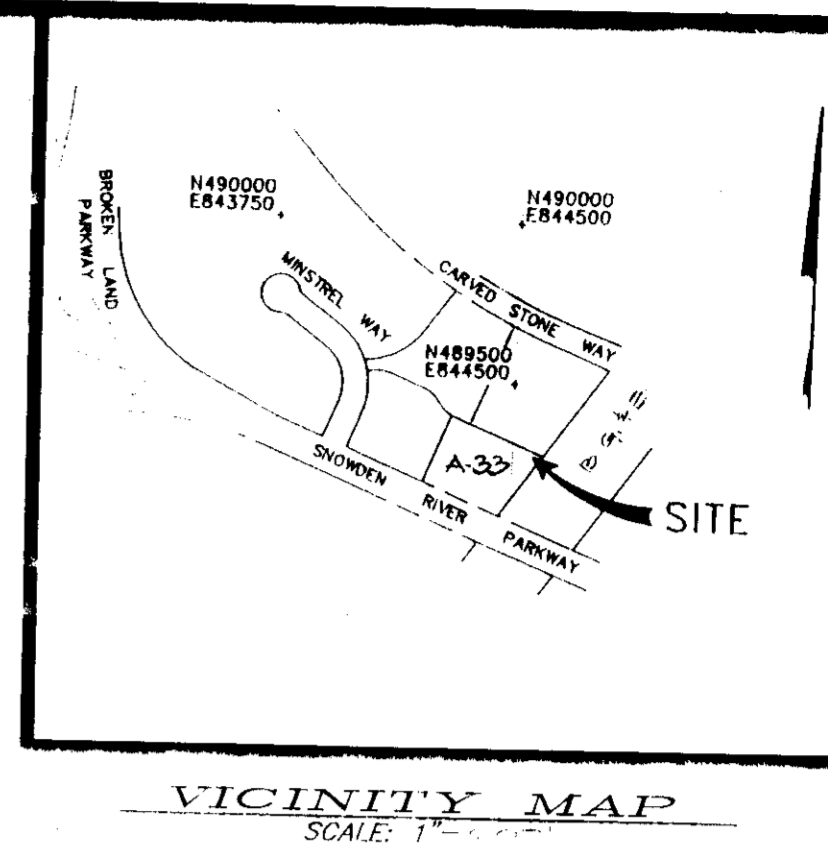 BROKEN LAND
PARKWAY
N490000
E843750
N490000
E844500
MINSTREL WAY
CARVED STONE WAY
N489500
E844500
A-33
SNOWDEN RIVER PARKWAY
SITE
VICINITY MAP
SCALE: 1"=